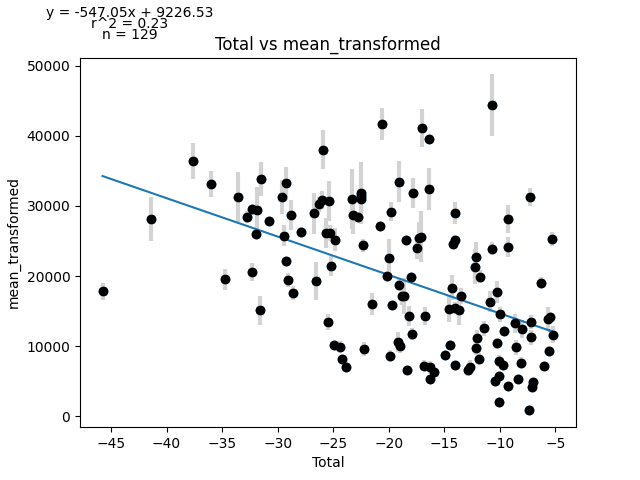 y = -547.05x + 9226.53
r^2 = 0.23
n = 129
Total vs mean_transformed
50000
40000
30000
20000
10000
0
mean_transformed
−45 −40 −35 −30 −25 −20 −15 −10 −5
Total